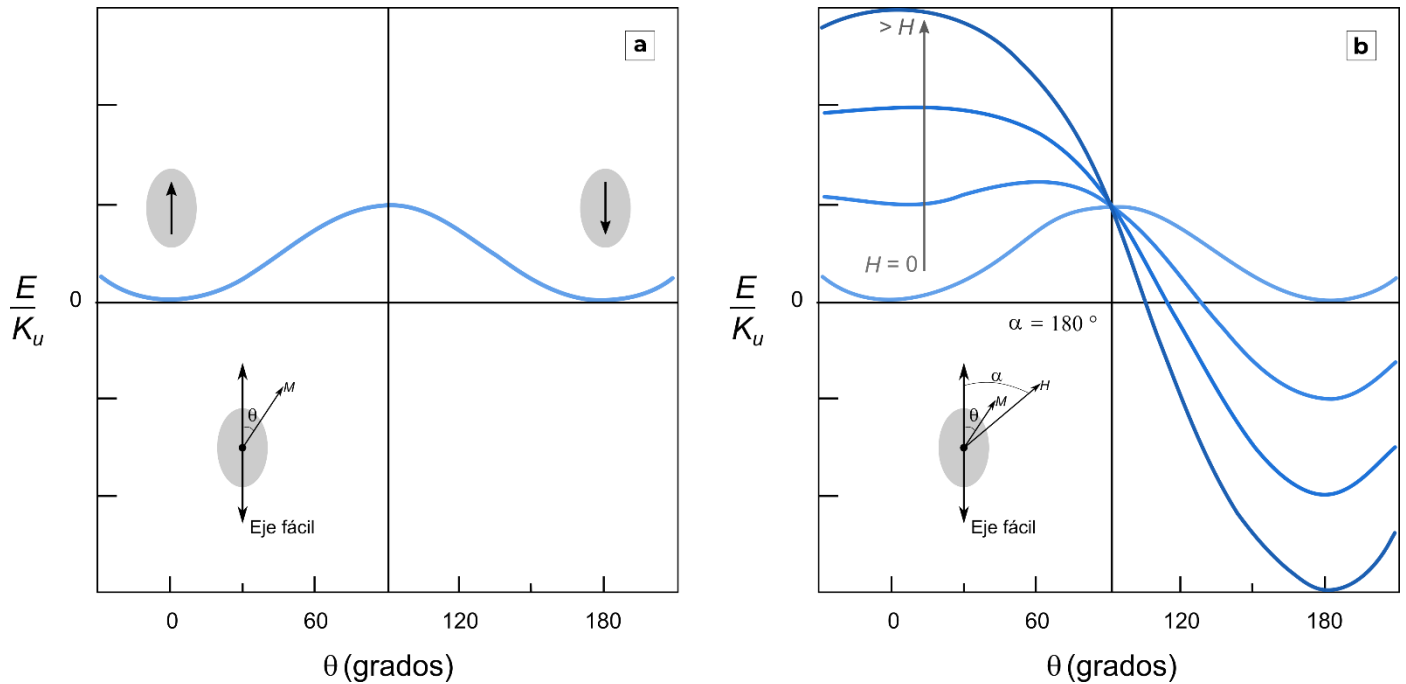 a
E
K_u
0
M
θ
Eje fácil
0
60
120
180
θ (grados)
b
> H
H = 0
E
K_u
0
α = 180 °
α
H
M
θ
Eje fácil
0
60
120
180
θ (grados)